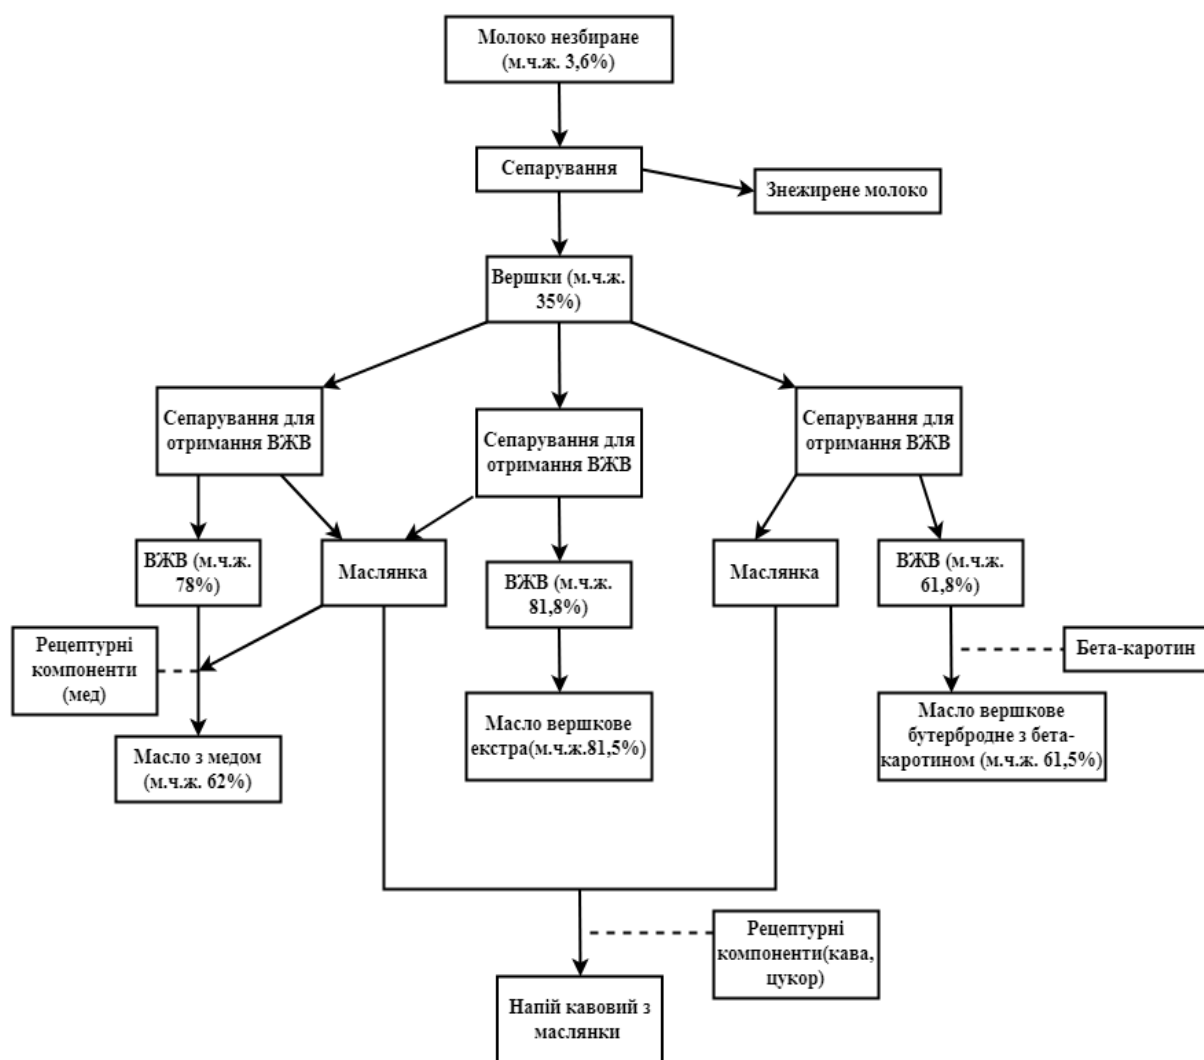 Молоко незбиране
(м.ч.ж. 3,6%)
Сепарування
Знежирене молоко
Вершки (м.ч.ж.
35%)
Сепарування для
отримання ВЖВ
Сепарування для
отримання ВЖВ
Сепарування для
отримання ВЖВ
ВЖВ (м.ч.ж.
78%)
Маслянка
ВЖВ (м.ч.ж.
81,8%)
Маслянка
ВЖВ (м.ч.ж.
61,8%)
Рецептурні
компоненти
(мед)
Бета-каротин
Масло з медом
(м.ч.ж. 62%)
Масло вершкове
екстра(м.ч.ж.81,5%)
Масло вершкове
бутербродне з бета-
каротином (м.ч.ж. 61,5%)
Рецептурні
компоненти(кава,
цукор)
Напій кавовий з
маслянки